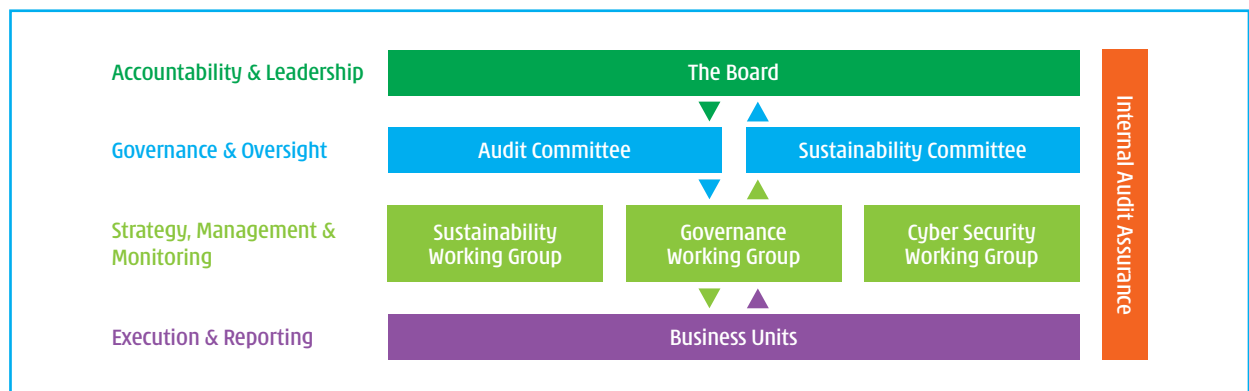 Accountability & Leadership
The Board
Governance & Oversight
Audit Committee
Sustainability Committee
Strategy, Management &
Monitoring
Sustainability
Working Group
Governance
Working Group
Cyber Security
Working Group
Execution & Reporting
Business Units
Internal Audit Assurance